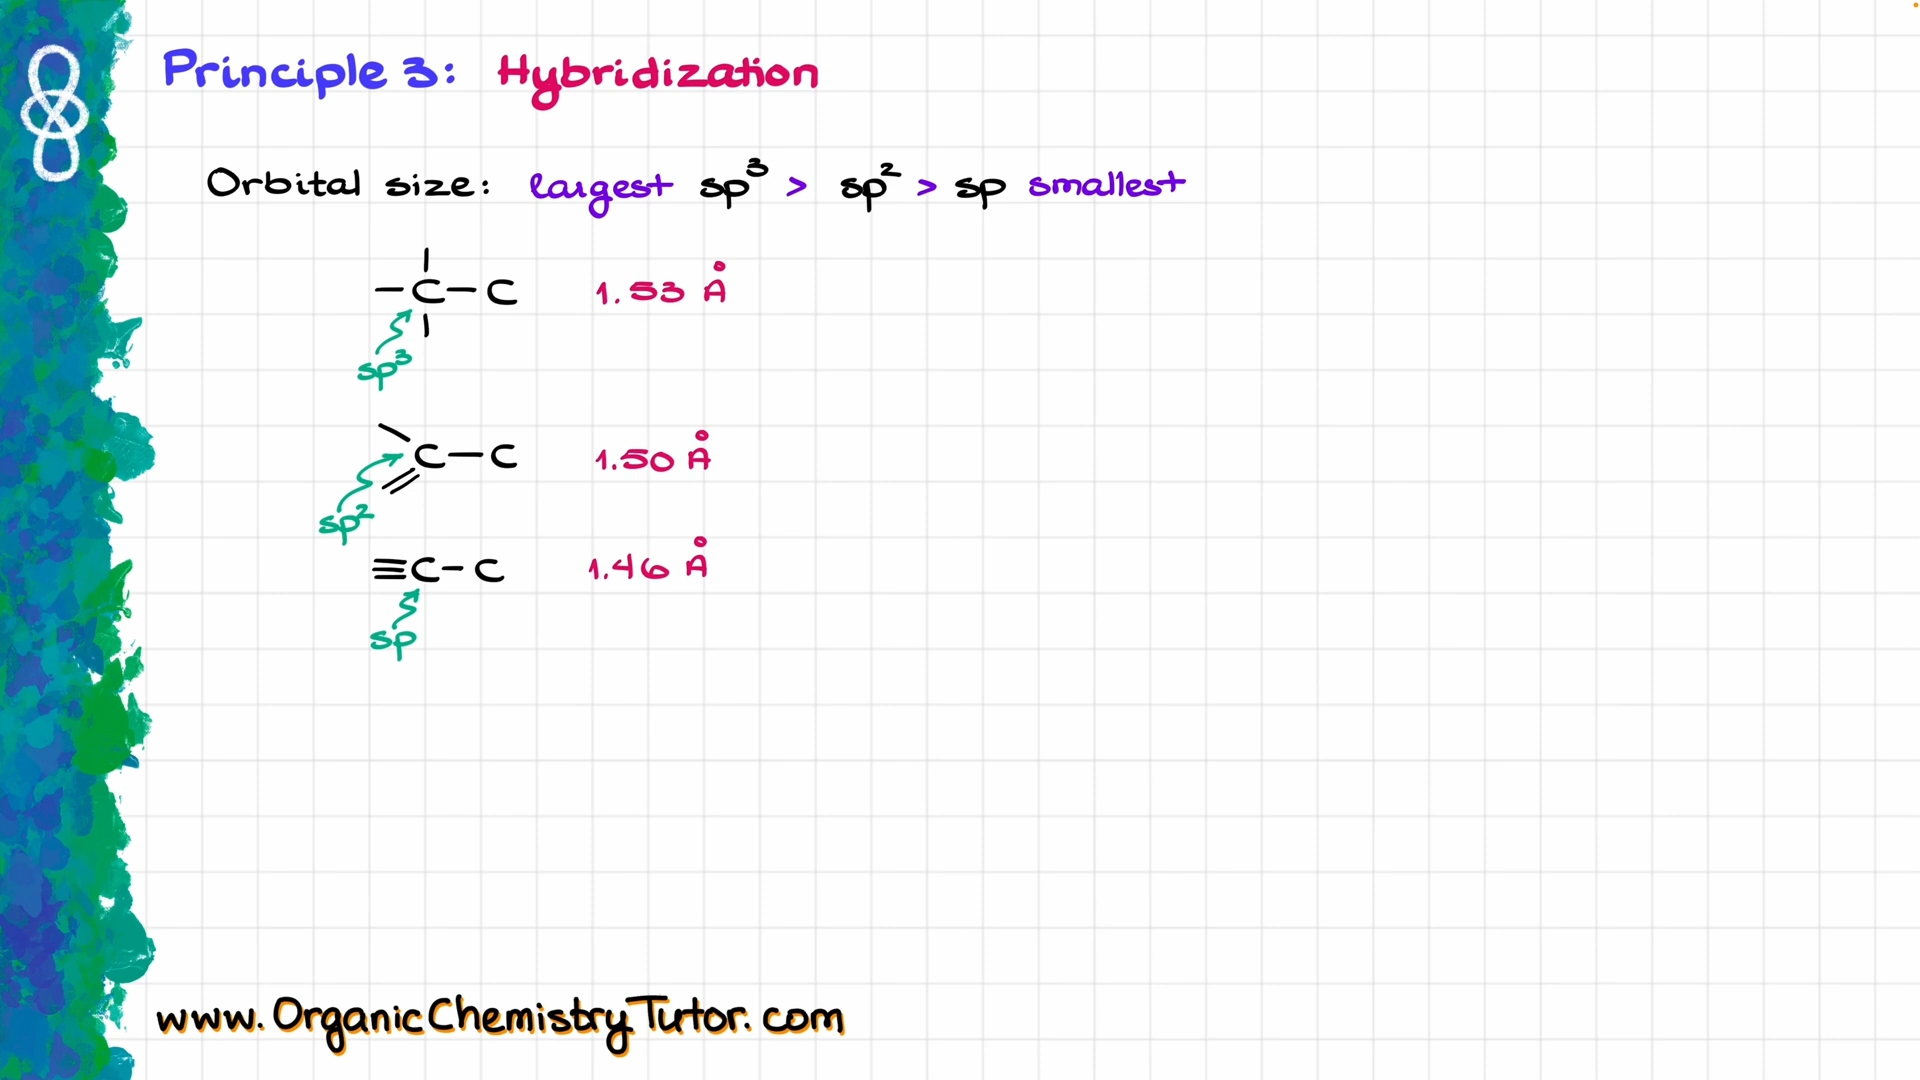 Principle 3: Hybridization
Orbital size: largest sp³ > sp² > sp smallest
-C-C 1.53 Å
sp³
C-C 1.50 Å
sp²
≡C-C 1.46 Å
sp
www.OrganicChemistryTutor.com